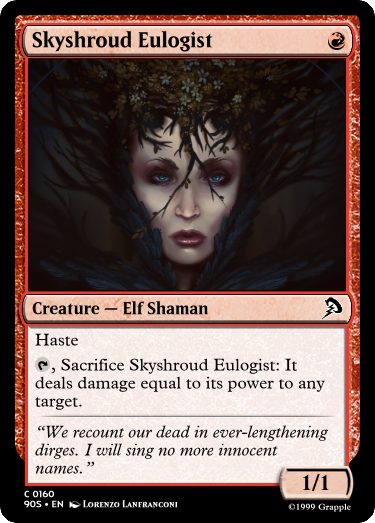 Skyshroud Eulogist
Creature — Elf Shaman
Haste
, Sacrifice Skyshroud Eulogist: It
deals damage equal to its power to any
target.
“We recount our dead in ever-lengthening
dirges. I will sing no more innocent
names.”
1/1
C 0160
90S • EN Lorenzo Lanfranconi
©1999 Grapple